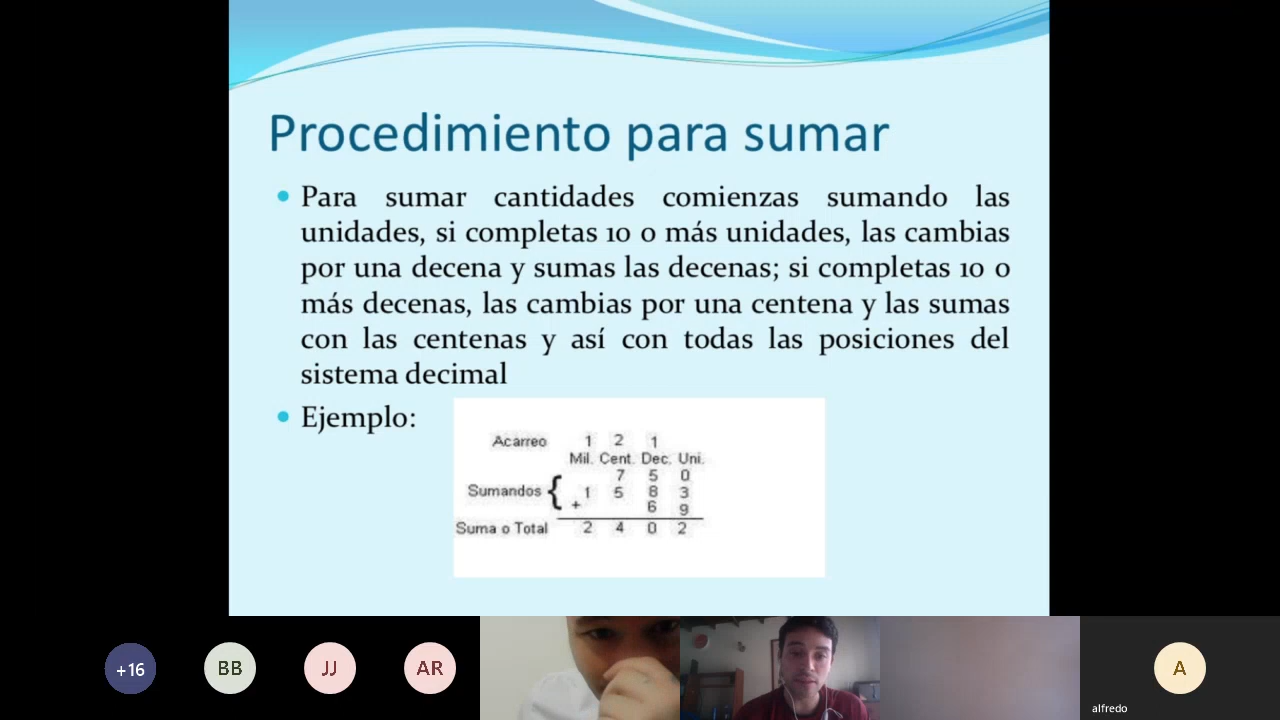 Procedimiento para sumar
• Para sumar cantidades comienzas sumando las
unidades, si completas 10 o más unidades, las cambias
por una decena y sumas las decenas; si completas 10 o
más decenas, las cambias por una centena y las sumas
con las centenas y así con todas las posiciones del
sistema decimal
• Ejemplo:
Acarreo 1 2 1
Mil. Cent. Dec. Uni.
7 5 0
Sumandos { 1 5 8 3
+ 6 9
Suma o Total 2 4 0 2
+16 BB JJ AR A
alfredo